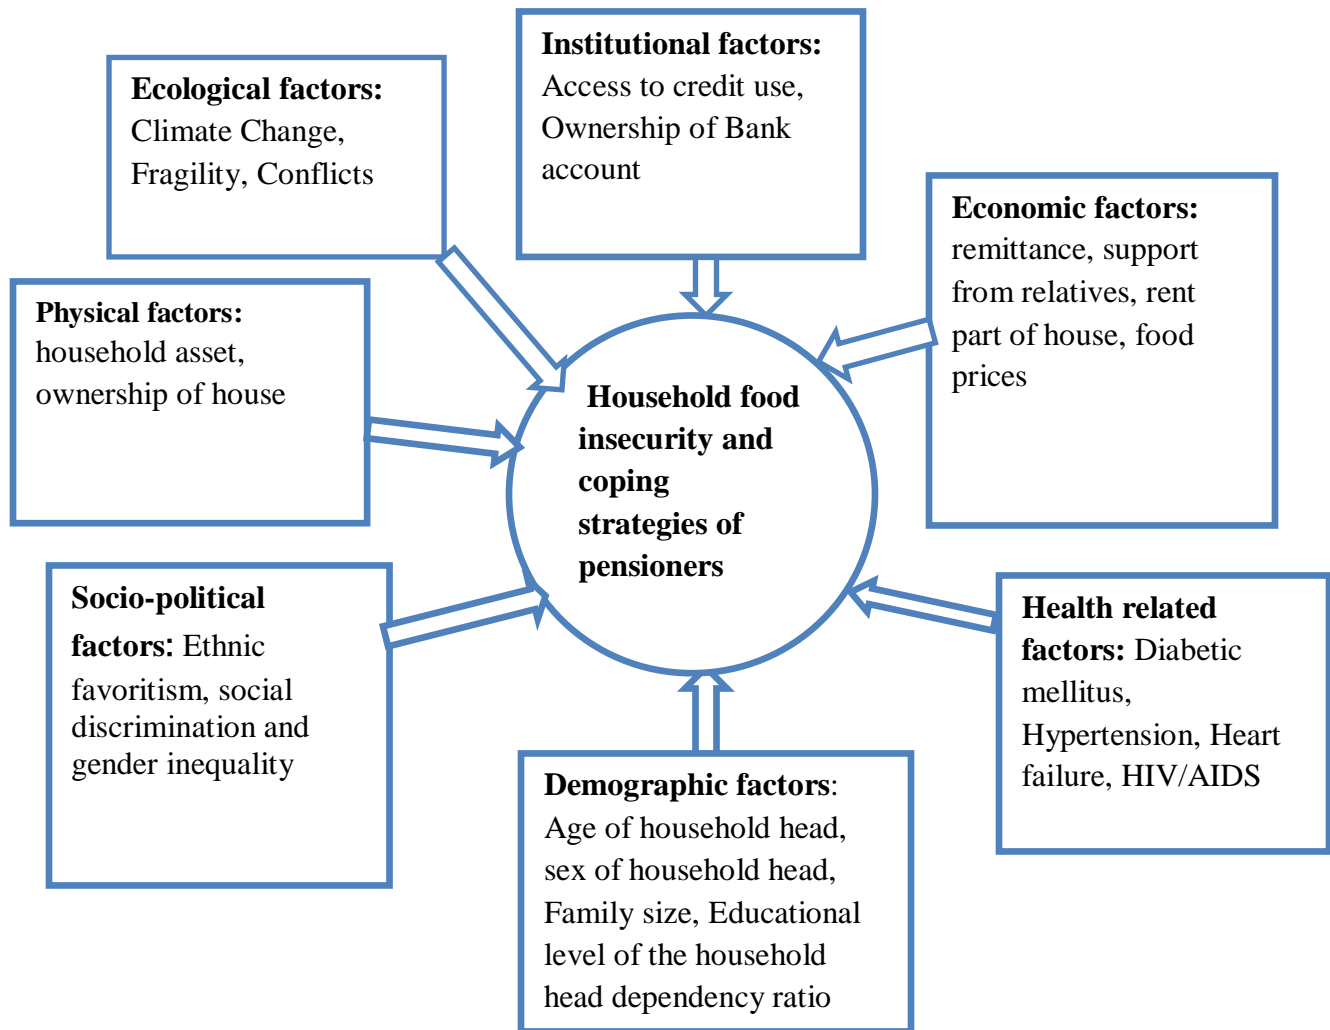 Institutional factors:
Access to credit use,
Ownership of Bank
account
Ecological factors:
Climate Change,
Fragility, Conflicts
Economic factors:
remittance, support
from relatives, rent
part of house, food
prices
Physical factors:
household asset,
ownership of house
Household food
insecurity and
coping
strategies of
pensioners
Socio-political
factors: Ethnic
favoritism, social
discrimination and
gender inequality
Health related
factors: Diabetic
mellitus,
Hypertension, Heart
failure, HIV/AIDS
Demographic factors:
Age of household head,
sex of household head,
Family size, Educational
level of the household
head dependency ratio